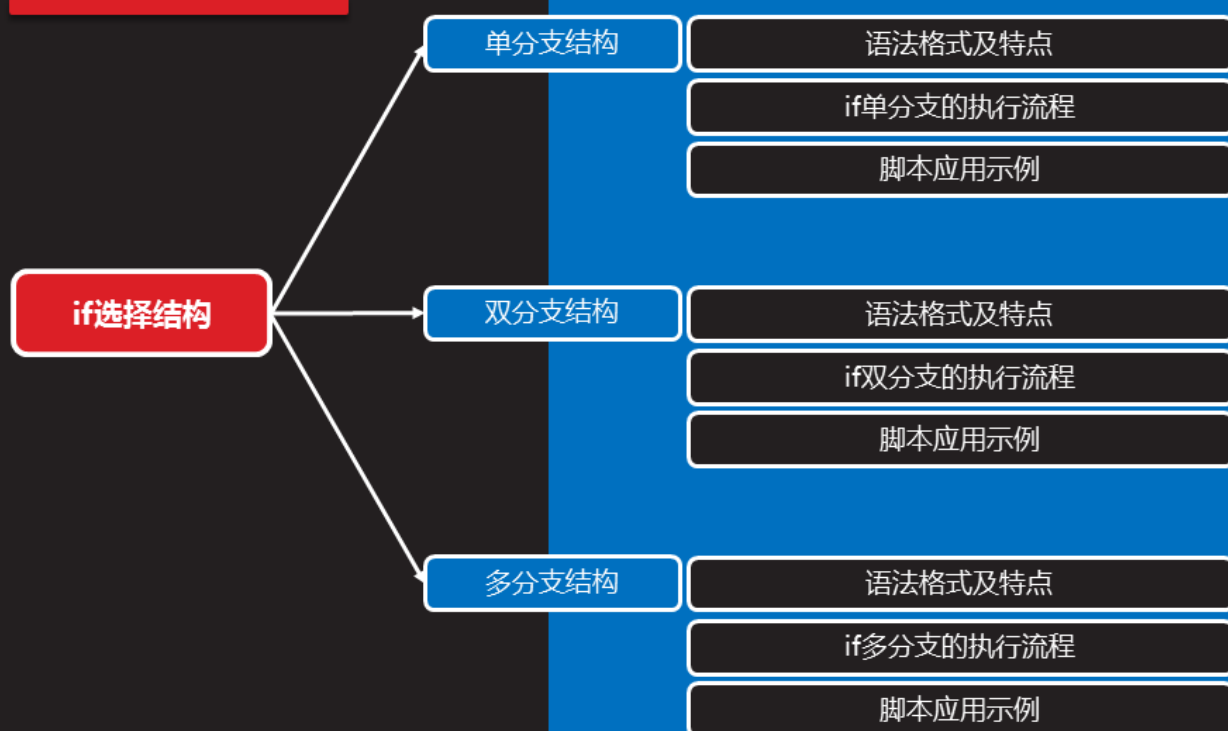 单分支结构
语法格式及特点
if单分支的执行流程
脚本应用示例
if选择结构
双分支结构
语法格式及特点
if双分支的执行流程
脚本应用示例
多分支结构
语法格式及特点
if多分支的执行流程
脚本应用示例